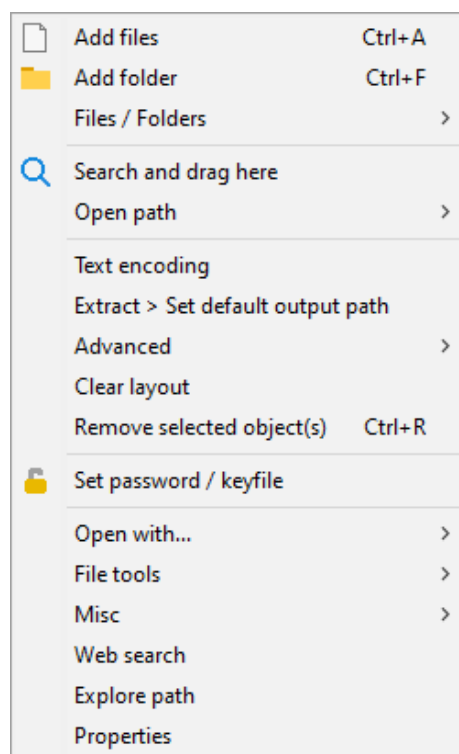 Add files Ctrl+A
Add folder Ctrl+F
Files / Folders
Search and drag here
Open path
Text encoding
Extract > Set default output path
Advanced
Clear layout
Remove selected object(s) Ctrl+R
Set password / keyfile
Open with...
File tools
Misc
Web search
Explore path
Properties